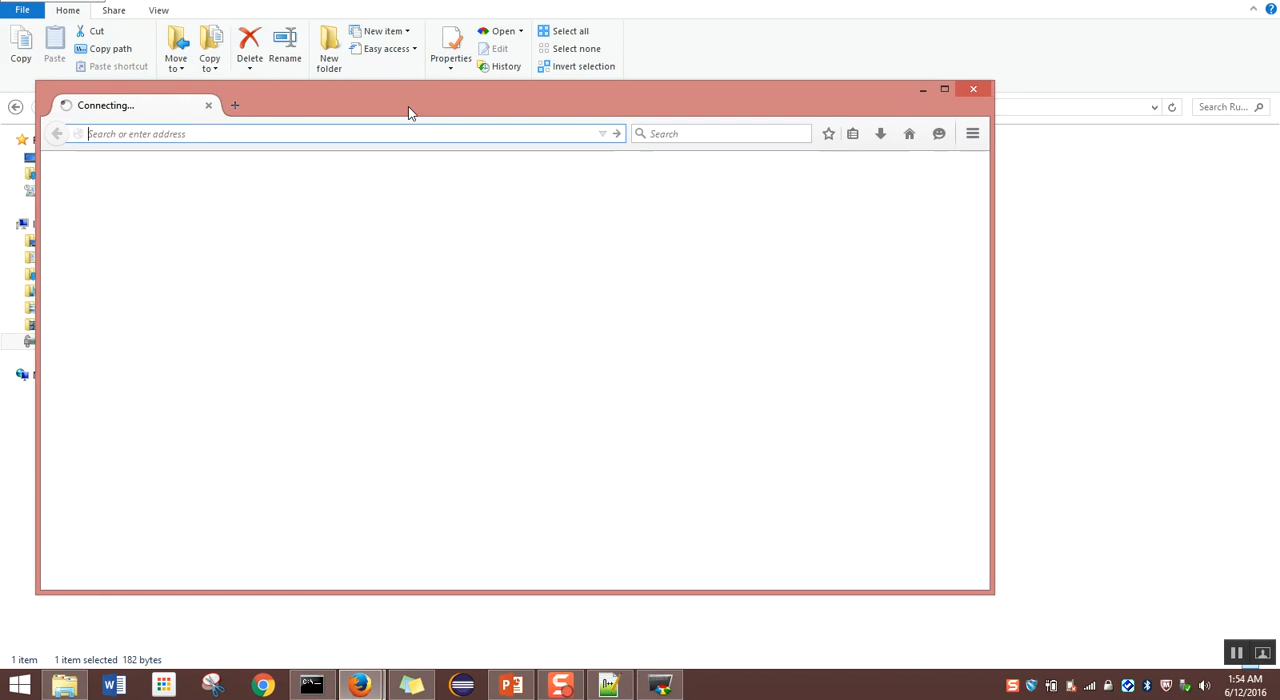 File Home Share View
Copy Paste Cut
Copy path
Paste shortcut
Move to Copy to Delete Rename
New folder
New item
Easy access
Properties
Open
Edit
History
Select all
Select none
Invert selection
Search Ru...
Connecting...
Search or enter address
Search
1 item 1 item selected 182 bytes
1:54 AM
6/12/2016